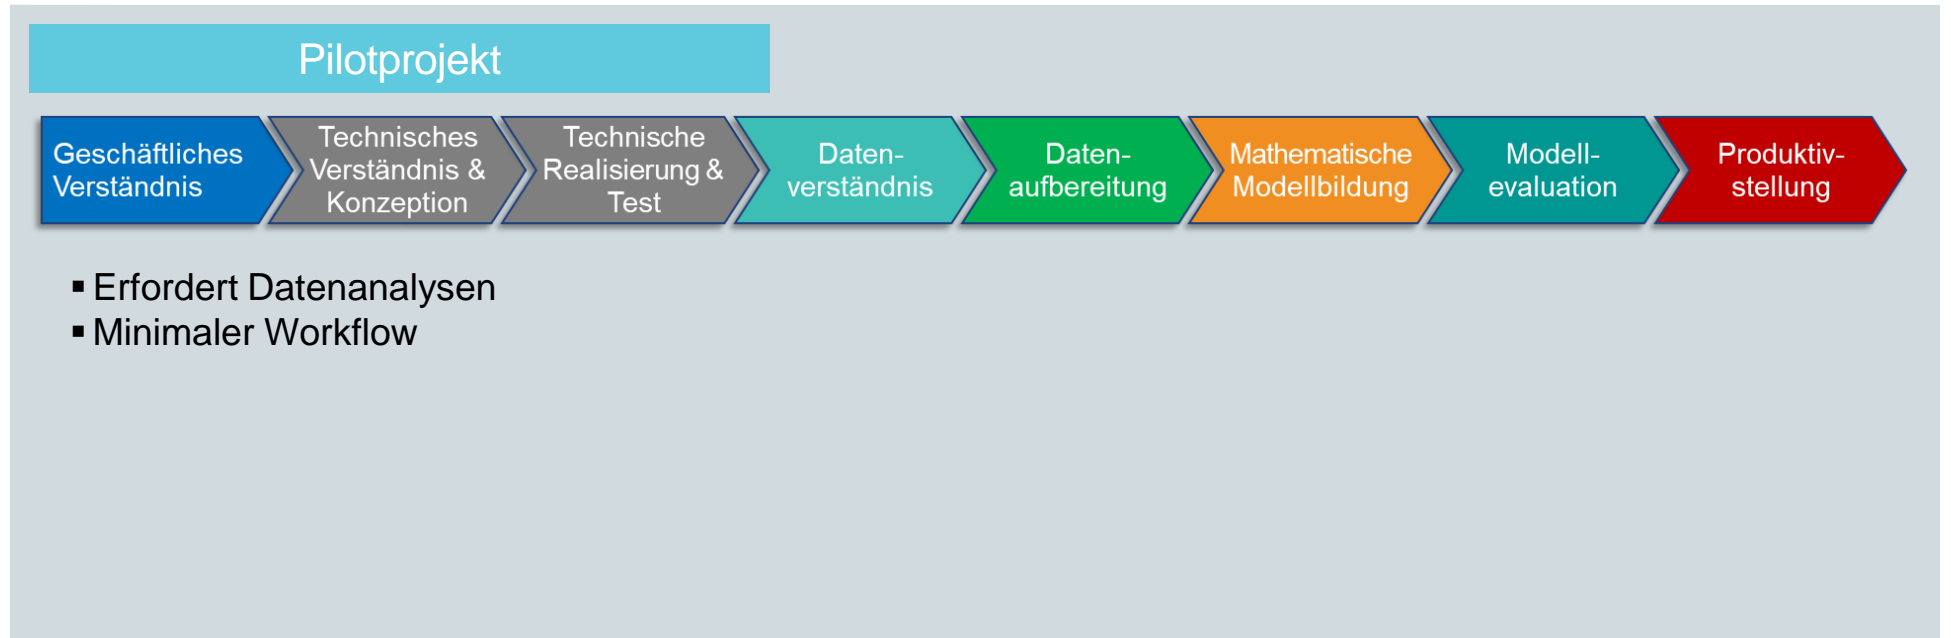 Pilotprojekt
Geschäftliches
Verständnis
Technisches
Verständnis &
Konzeption
Technische
Realisierung &
Test
Daten-
verständnis
Daten-
aufbereitung
Mathematische
Modellbildung
Modell-
evaluation
Produktiv-
stellung
▪ Erfordert Datenanalysen
▪ Minimaler Workflow